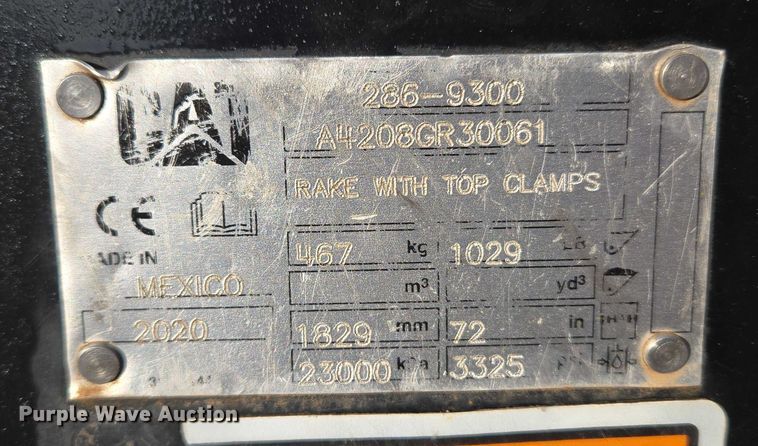 CAT
286-9300
A4208GR30061
RAKE WITH TOP CLAMPS
CE
467 kg 1029 LB
ADE IN
m³ yd³
MEXICO
2020
1829 mm 72 in
23000 kPa 3325
Purple Wave Auction